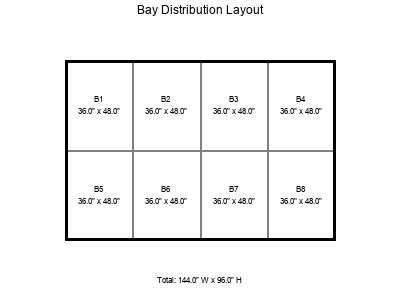 Bay Distribution Layout
B1
36.0" x 48.0"
B2
36.0" x 48.0"
B3
36.0" x 48.0"
B4
36.0" x 48.0"
B5
36.0" x 48.0"
B6
36.0" x 48.0"
B7
36.0" x 48.0"
B8
36.0" x 48.0"
Total: 144.0" W x 96.0" H